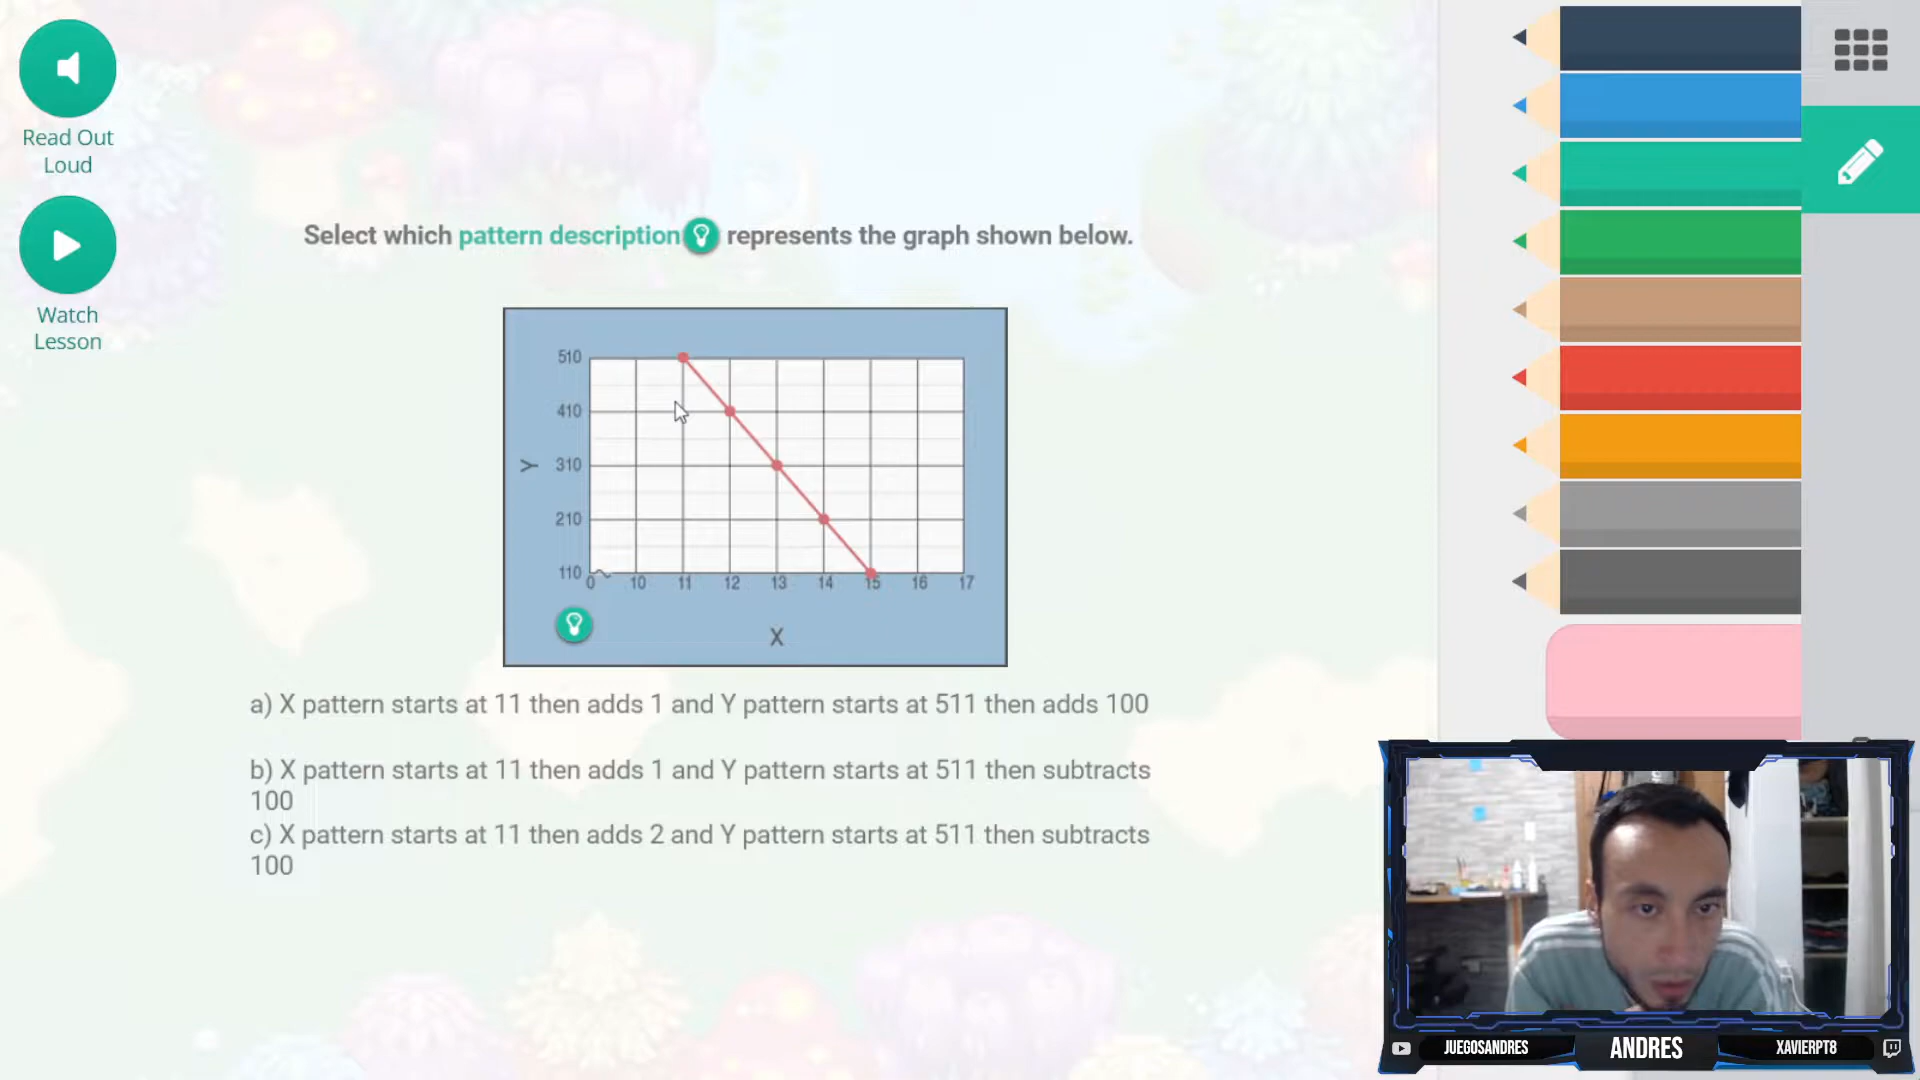 Read Out
Loud
Watch
Lesson
Select which pattern description represents the graph shown below.
510
410
310
210
110
Y
0 10 11 12 13 14 15 16 17
X
a) X pattern starts at 11 then adds 1 and Y pattern starts at 511 then adds 100
b) X pattern starts at 11 then adds 1 and Y pattern starts at 511 then subtracts
100
c) X pattern starts at 11 then adds 2 and Y pattern starts at 511 then subtracts
100
JUEGOSANDRES ANDRES XAVIERPT8